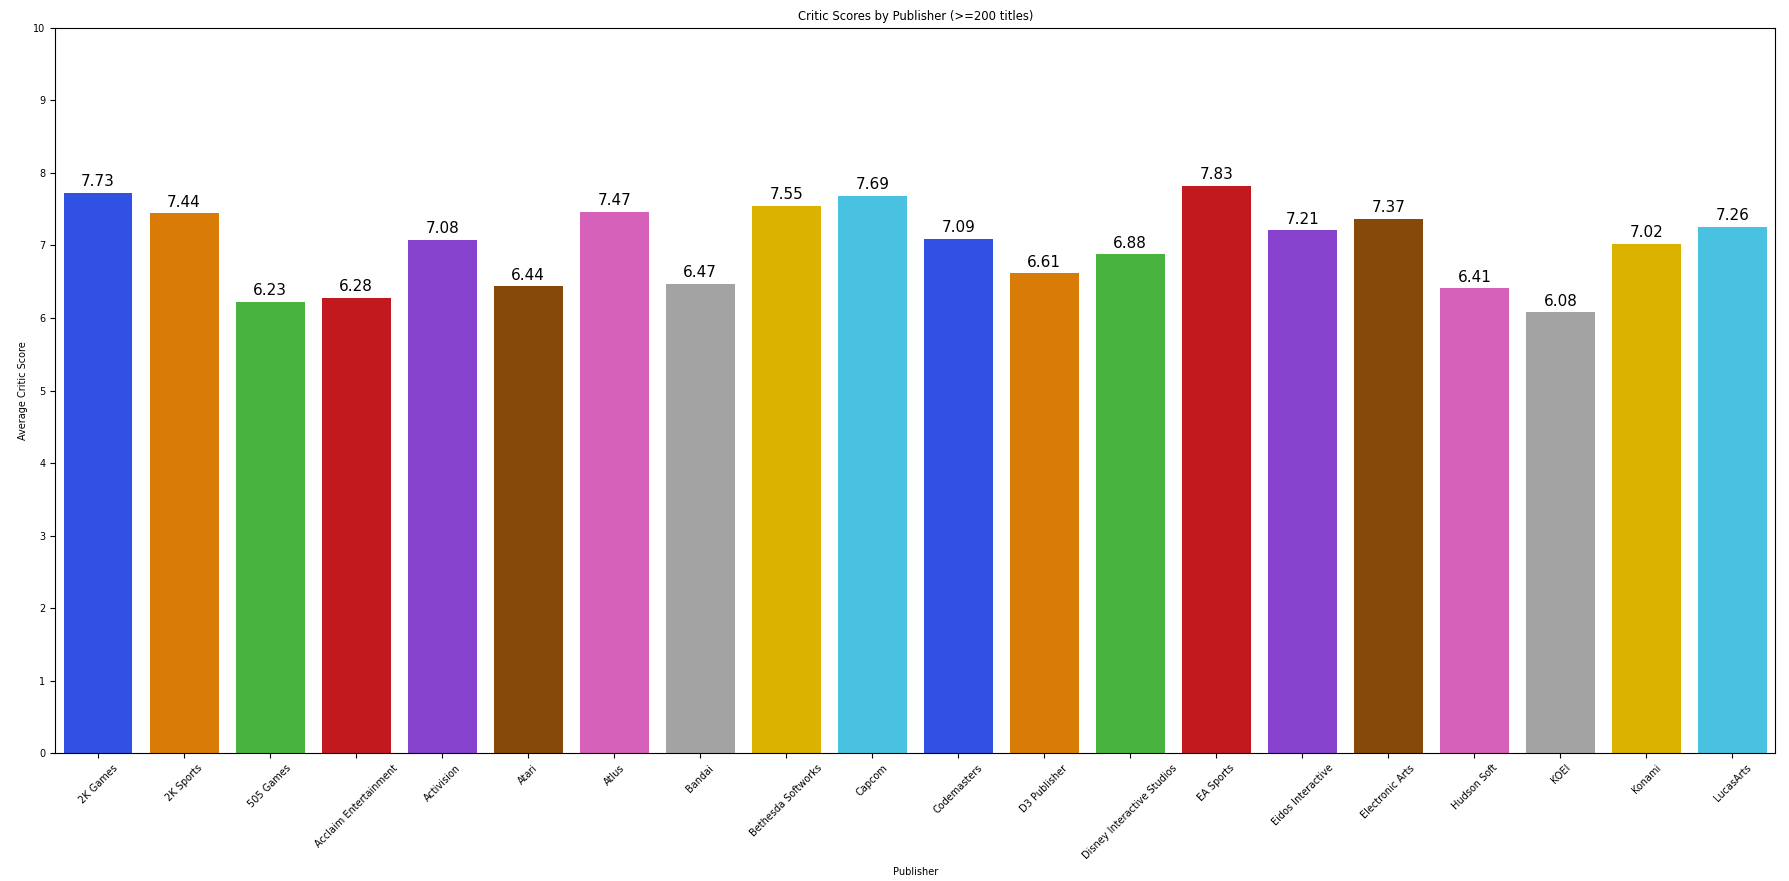 Critic Scores by Publisher (>=200 titles)
10
9
8
7
6
5
4
3
2
1
0
Average Critic Score
7.73
7.44
6.23
6.28
7.08
6.44
7.47
6.47
7.55
7.69
7.09
6.61
6.88
7.83
7.21
7.37
6.41
6.08
7.02
7.26
2K Games
2K Sports
505 Games
Acclaim Entertainment
Activision
Atari
Atlus
Bandai
Bethesda Softworks
Capcom
Codemasters
D3 Publisher
Disney Interactive Studios
EA Sports
Eidos Interactive
Electronic Arts
Hudson Soft
KOEI
Konami
LucasArts
Publisher